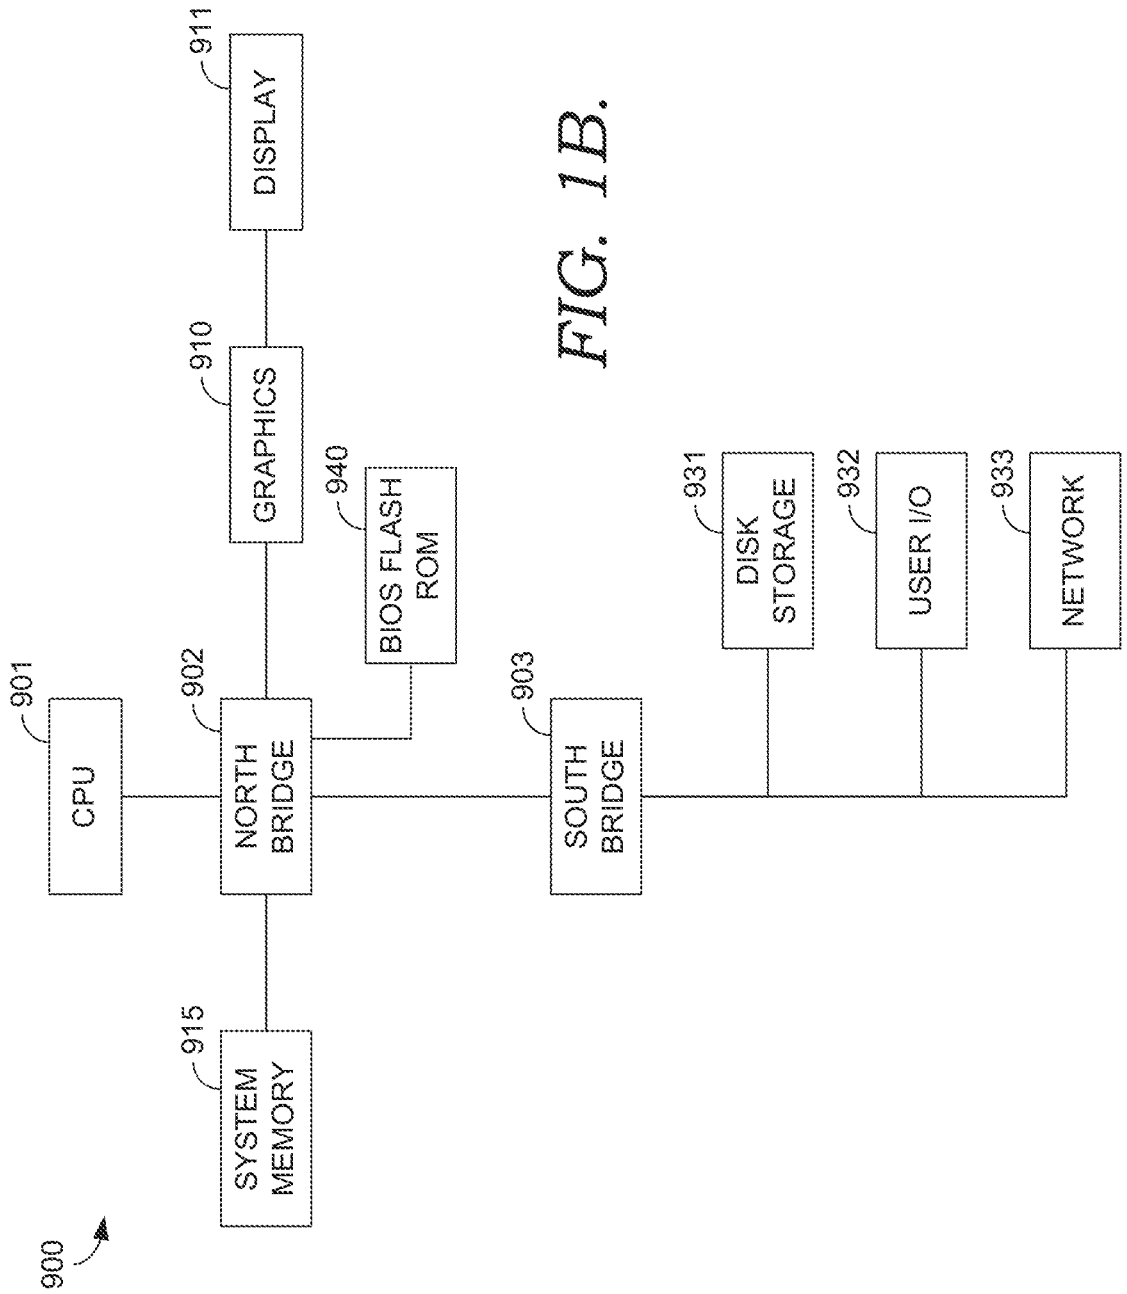 900
901
CPU
915
SYSTEM
MEMORY
902
NORTH
BRIDGE
910
GRAPHICS
911
DISPLAY
940
BIOS FLASH
ROM
903
SOUTH
BRIDGE
931
DISK
STORAGE
932
USER I/O
933
NETWORK
FIG. 1B.